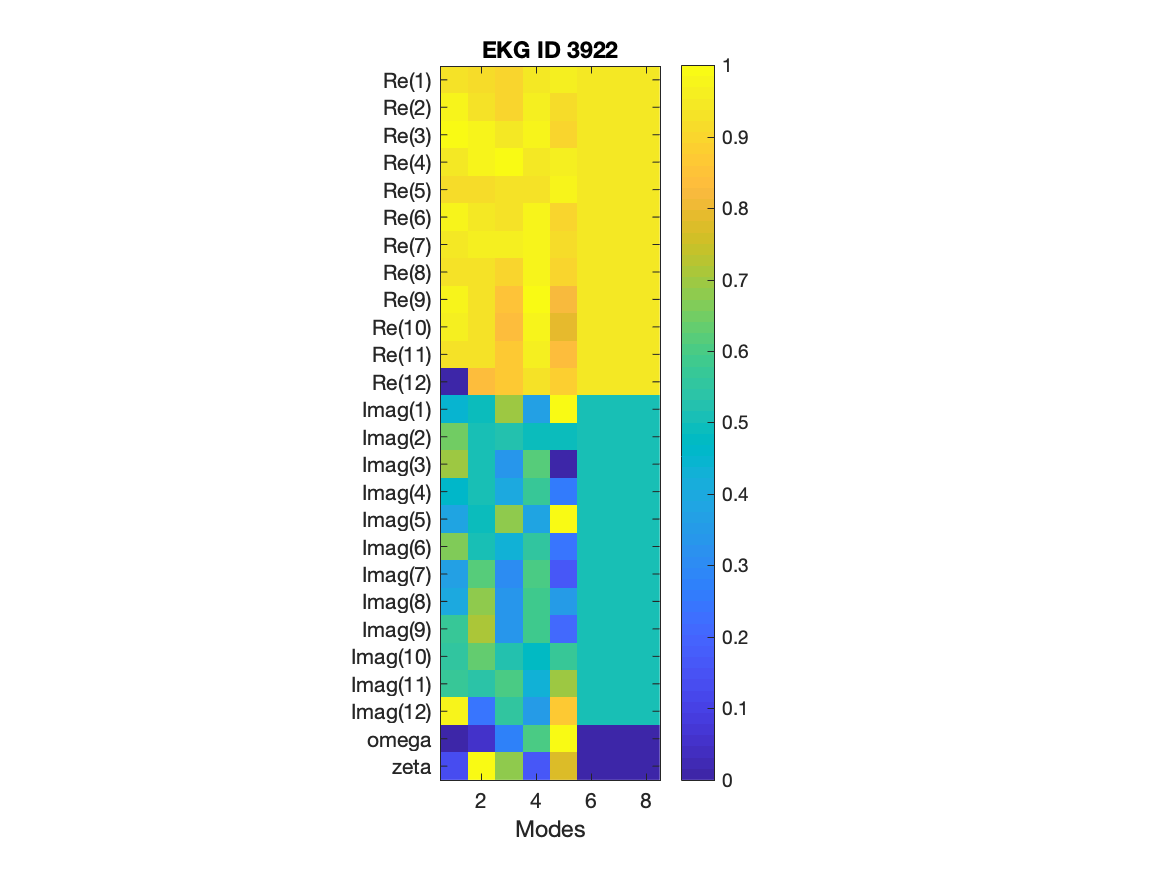 EKG ID 3922
Re(1)
Re(2)
Re(3)
Re(4)
Re(5)
Re(6)
Re(7)
Re(8)
Re(9)
Re(10)
Re(11)
Re(12)
Imag(1)
Imag(2)
Imag(3)
Imag(4)
Imag(5)
Imag(6)
Imag(7)
Imag(8)
Imag(9)
Imag(10)
Imag(11)
Imag(12)
omega
zeta
2 4 6 8
Modes
1
0.9
0.8
0.7
0.6
0.5
0.4
0.3
0.2
0.1
0